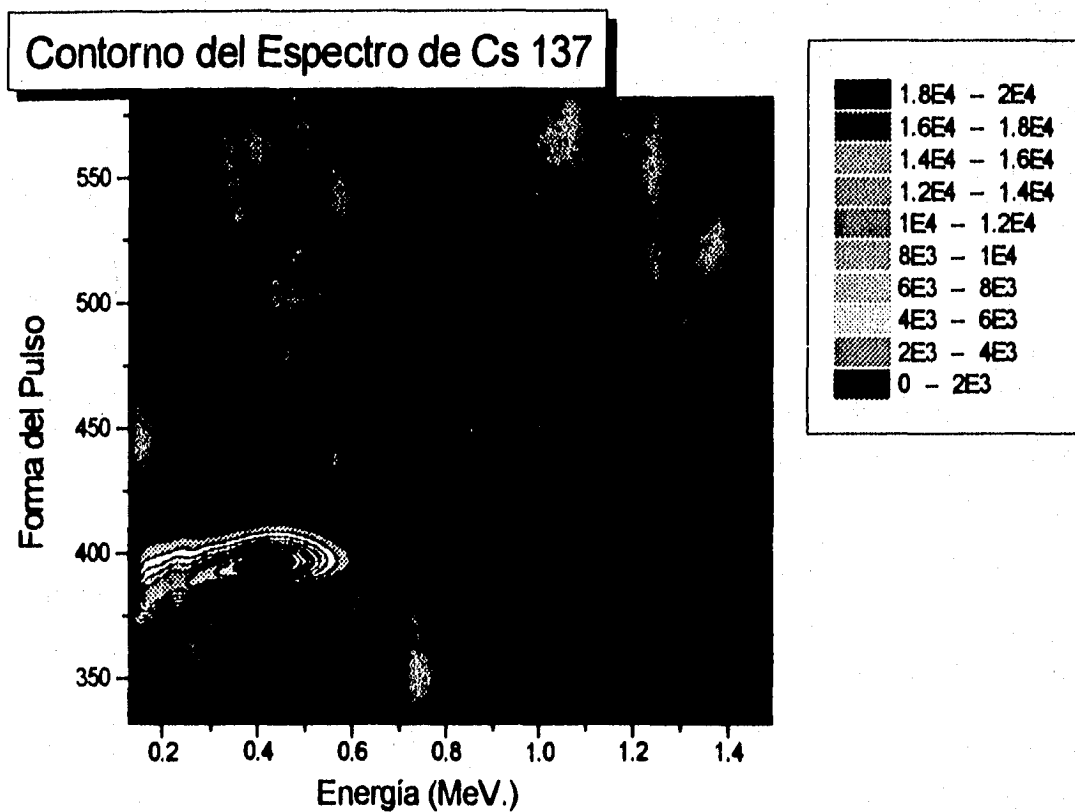 Contorno del Espectro de Cs 137
1.8E4 – 2E4
1.6E4 – 1.8E4
1.4E4 – 1.6E4
1.2E4 – 1.4E4
1E4 – 1.2E4
8E3 – 1E4
6E3 – 8E3
4E3 – 6E3
2E3 – 4E3
0 – 2E3
Forma del Pulso
550
500
450
400
350
0.2 0.4 0.6 0.8 1.0 1.2 1.4
Energía (MeV.)